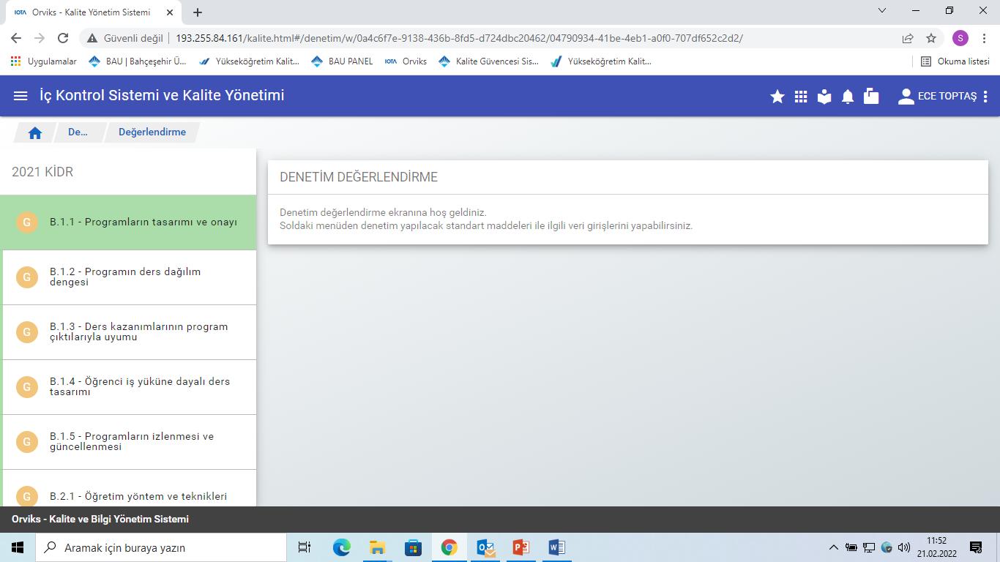 IOTA Orviks - Kalite Yönetim Sistemi
Güvenli değil 193.255.84.161/kalite.html#/denetim/w/0a4c6f7e-9138-436b-8fd5-d724dbc20462/04790934-41be-4eb1-a0f0-707df652c2d2/ S
Uygulamalar BAU | Bahçeşehir Ü... Yükseköğretim Kalit... BAU PANEL IOTA Orviks Kalite Güvencesi Sis... Yükseköğretim Kalit... Okuma listesi
İç Kontrol Sistemi ve Kalite Yönetimi ECE TOPTAŞ
De... Değerlendirme
2021 KİDR
G B.1.1 - Programların tasarımı ve onayı
G B.1.2 - Programın ders dağılım
dengesi
G B.1.3 - Ders kazanımlarının program
çıktılarıyla uyumu
G B.1.4 - Öğrenci iş yüküne dayalı ders
tasarımı
G B.1.5 - Programların izlenmesi ve
güncellenmesi
G B.2.1 - Öğretim yöntem ve teknikleri
DENETİM DEĞERLENDİRME
Denetim değerlendirme ekranına hoş geldiniz.
Soldaki menüden denetim yapılacak standart maddeleri ile ilgili veri girişlerini yapabilirsiniz.
Orviks - Kalite ve Bilgi Yönetim Sistemi
Aramak için buraya yazın
11:52
21.02.2022